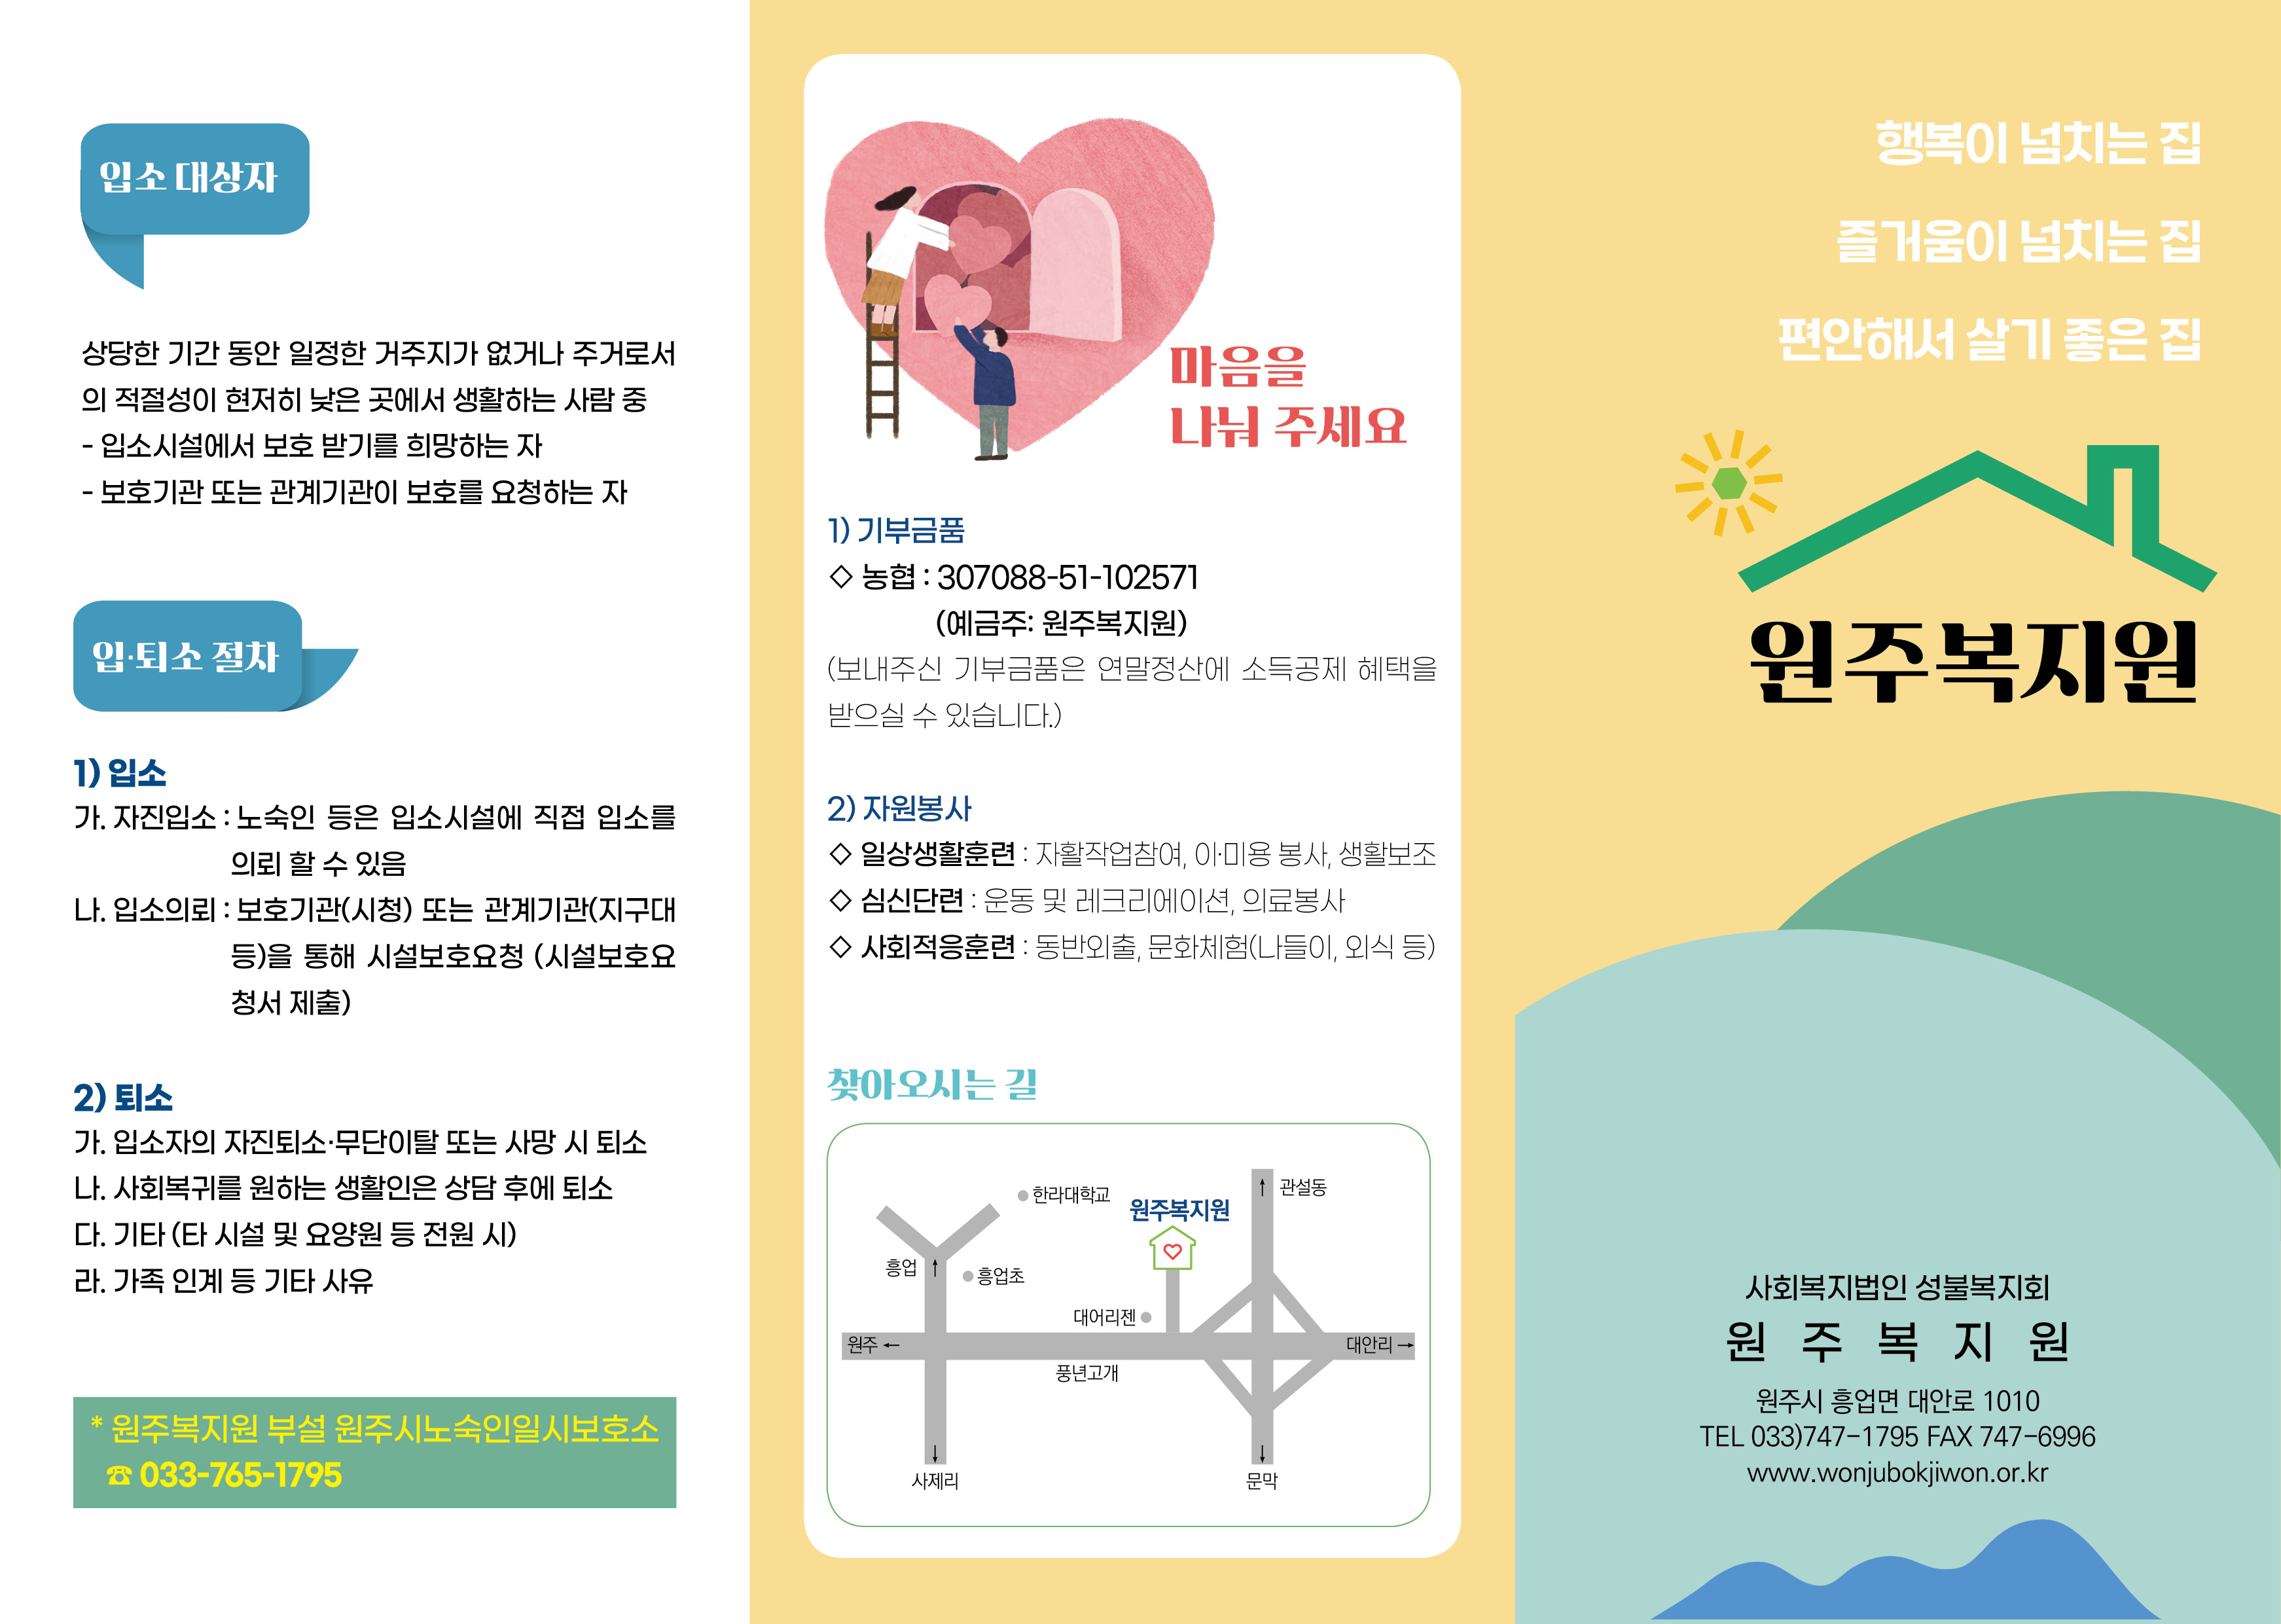 입소 대상자
상당한 기간 동안 일정한 거주지가 없거나 주거로서
의 적절성이 현저히 낮은 곳에서 생활하는 사람 중
- 입소시설에서 보호 받기를 희망하는 자
- 보호기관 또는 관계기관이 보호를 요청하는 자
입·퇴소 절차
1) 입소
가. 자진입소 : 노숙인 등은 입소시설에 직접 입소를
의뢰 할 수 있음
나. 입소의뢰 : 보호기관(시청) 또는 관계기관(지구대
등)을 통해 시설보호요청 (시설보호요
청서 제출)
2) 퇴소
가. 입소자의 자진퇴소·무단이탈 또는 사망 시 퇴소
나. 사회복귀를 원하는 생활인은 상담 후에 퇴소
다. 기타 (타 시설 및 요양원 등 전원 시)
라. 가족 인계 등 기타 사유
* 원주복지원 부설 원주시노숙인일시보호소
☎ 033-765-1795
마음을
나눠 주세요
1) 기부금품
◇ 농협 : 307088-51-102571
(예금주: 원주복지원)
(보내주신 기부금품은 연말정산에 소득공제 혜택을
받으실 수 있습니다.)
2) 자원봉사
◇ 일상생활훈련 : 자활작업참여, 이·미용 봉사, 생활보조
◇ 심신단련 : 운동 및 레크리에이션, 의료봉사
◇ 사회적응훈련 : 동반외출, 문화체험(나들이, 외식 등)
찾아오시는 길
한라대학교
원주복지원
↑ 관설동
흥업 ↑
흥업초
대어리젠
원주 ←
대안리 →
풍년고개
↓
사제리
↓
문막
행복이 넘치는 집
즐거움이 넘치는 집
편안해서 살기 좋은 집
원주복지원
사회복지법인 성불복지회
원 주 복 지 원
원주시 흥업면 대안로 1010
TEL 033)747-1795 FAX 747-6996
www.wonjubokjiwon.or.kr